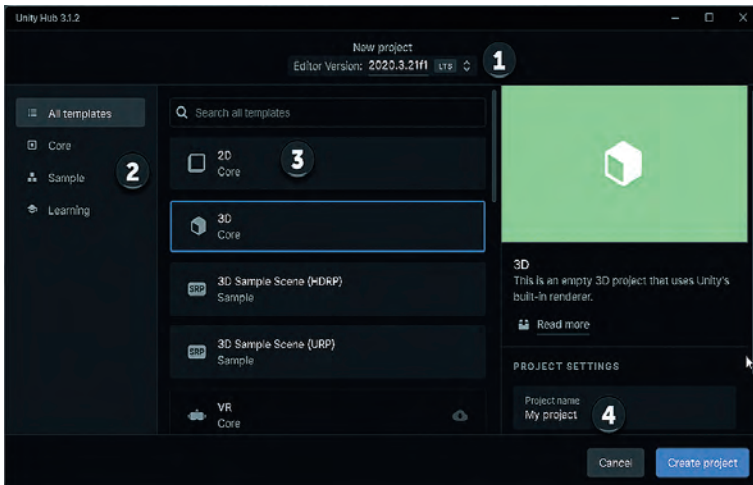 Unity Hub 3.1.2
New project
Editor Version: 2020.3.21f1 LTS
1
All templates
Core
Sample
Learning
2
Search all templates
2D
Core
3
3D
Core
SRP
3D Sample Scene (HDRP)
Sample
SRP
3D Sample Scene (URP)
Sample
VR
Core
3D
This is an empty 3D project that uses Unity's
built-in renderer.
Read more
PROJECT SETTINGS
Project name
My project
4
Cancel
Create project